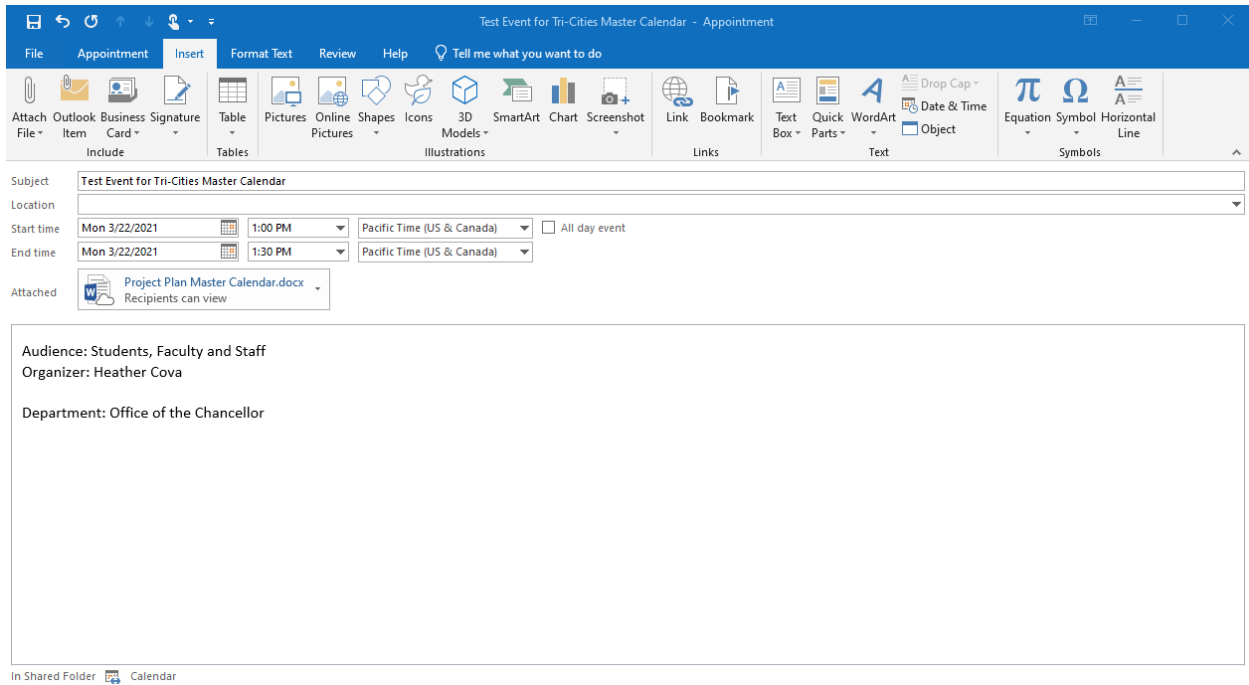 Test Event for Tri-Cities Master Calendar - Appointment
File Appointment Insert Format Text Review Help Tell me what you want to do
Attach File Outlook Item Business Card Signature Table Pictures Online Pictures Shapes Icons 3D Models SmartArt Chart Screenshot Link Bookmark Text Box Quick Parts WordArt Drop Cap Date & Time Object Equation Symbol Horizontal Line
Include Tables Illustrations Links Text Symbols
Subject Test Event for Tri-Cities Master Calendar
Location
Start time Mon 3/22/2021 1:00 PM Pacific Time (US & Canada) All day event
End time Mon 3/22/2021 1:30 PM Pacific Time (US & Canada)
Attached Project Plan Master Calendar.docx
Recipients can view
Audience: Students, Faculty and Staff
Organizer: Heather Cova
Department: Office of the Chancellor
In Shared Folder Calendar